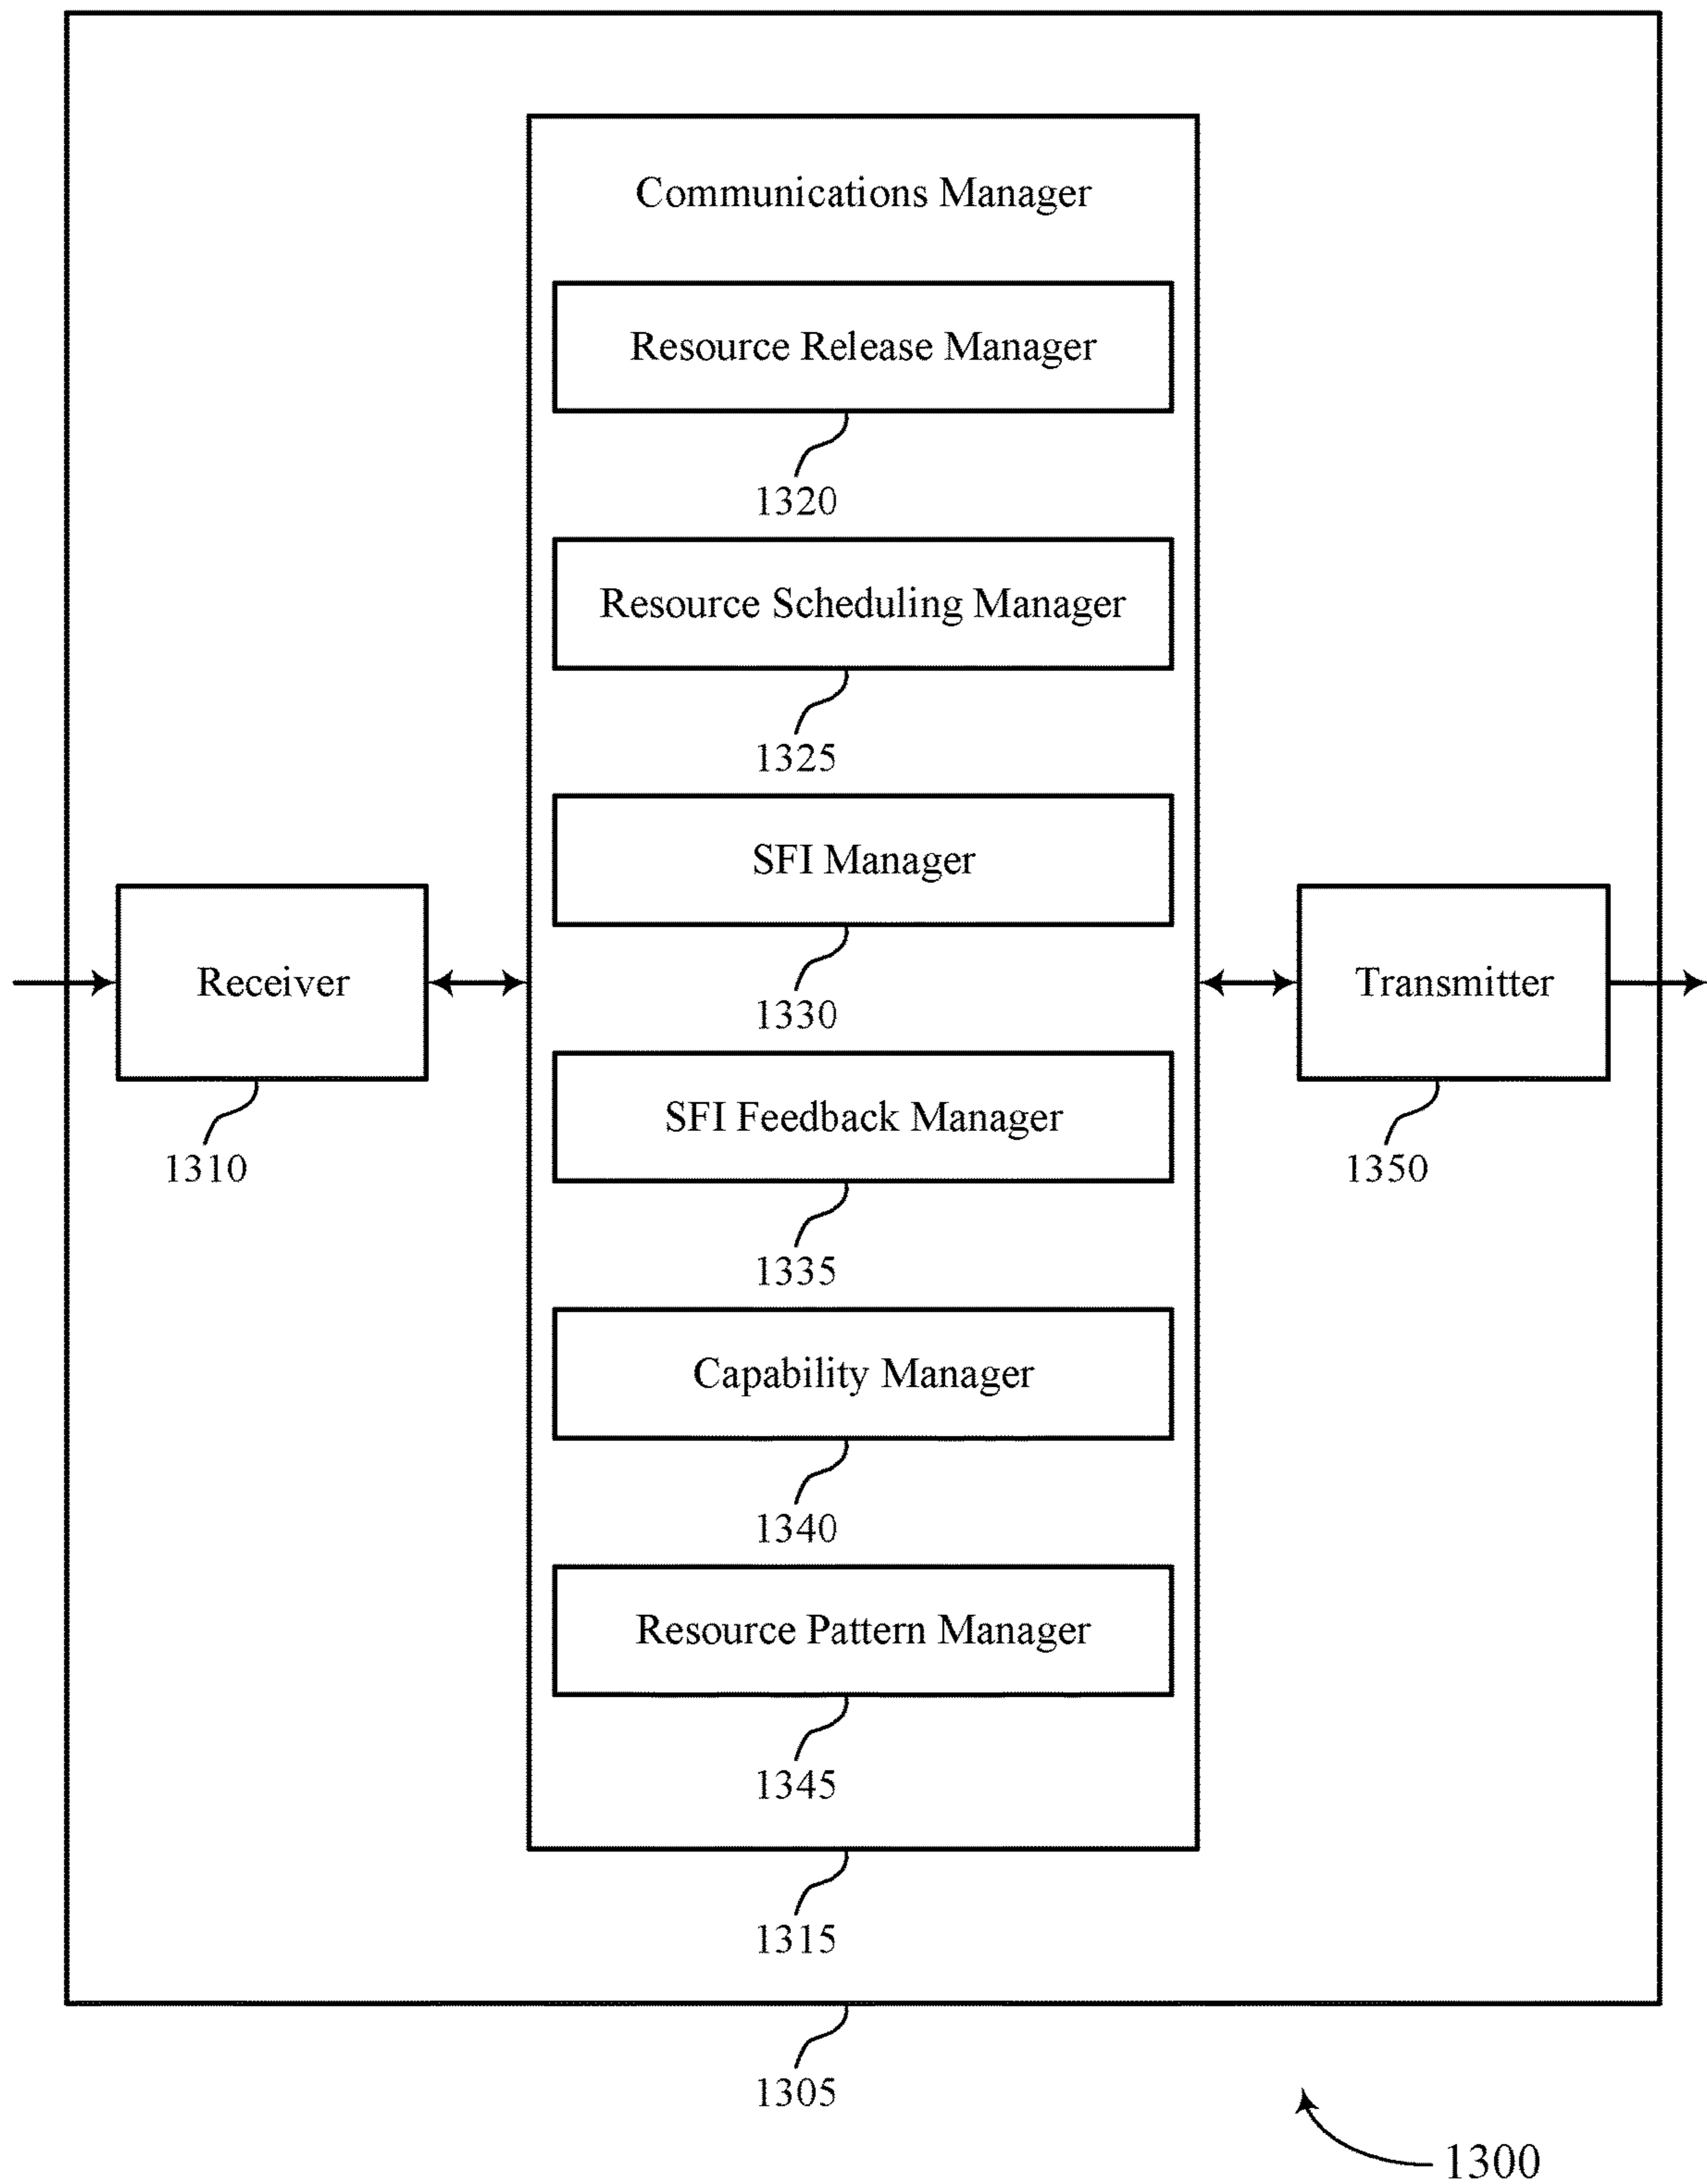 Communications Manager
Resource Release Manager
1320
Resource Scheduling Manager
1325
SFI Manager
1330
Receiver
1310
Transmitter
1350
SFI Feedback Manager
1335
Capability Manager
1340
Resource Pattern Manager
1345
1315
1305
1300